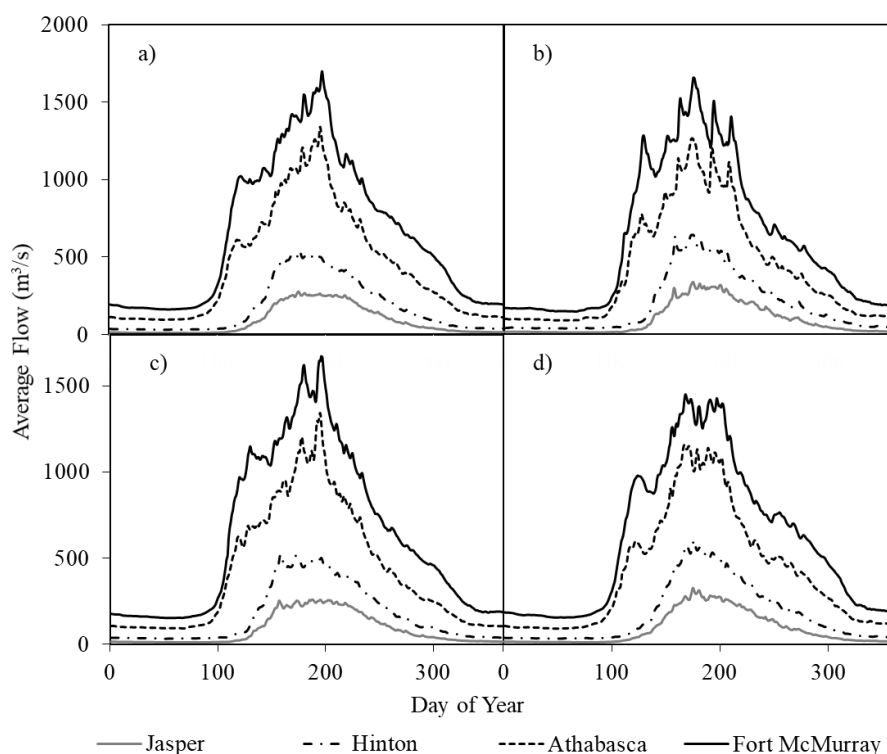 2000
a)
b)
1500
1000
500
0
c)
d)
1500
1000
500
0
Average Flow (m³/s)
0 100 200 300 0 100 200 300
Day of Year
Jasper Hinton Athabasca Fort McMurray